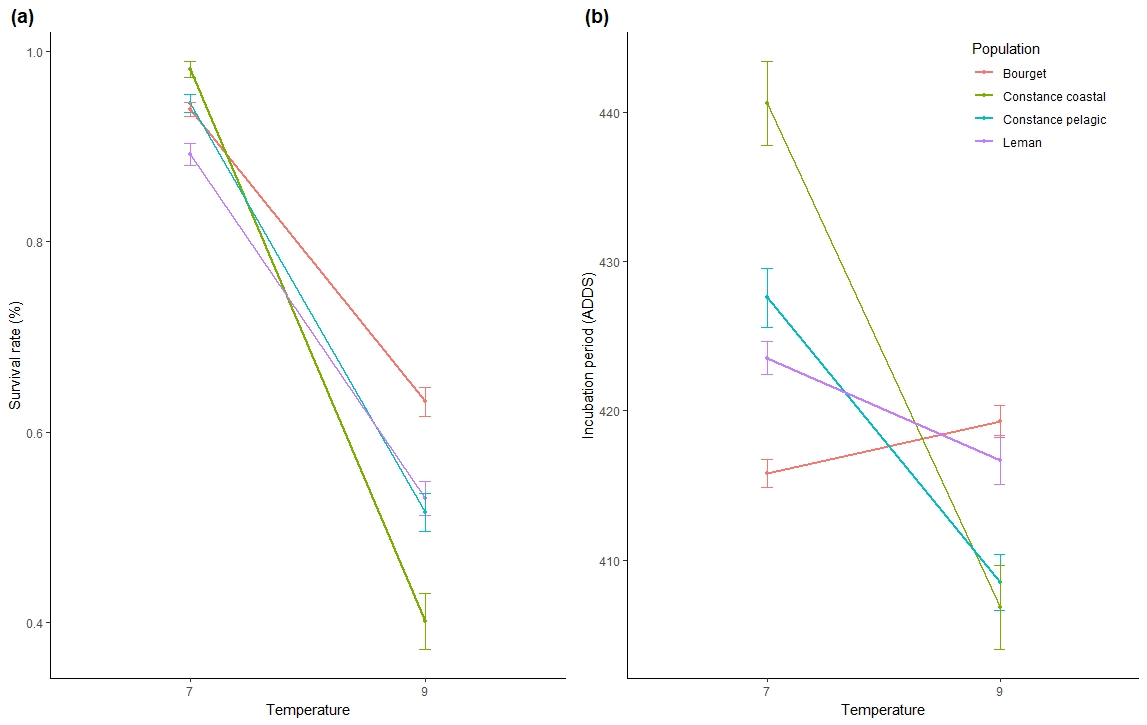 (a)
Survival rate (%)
1.0
0.8
0.6
0.4
7
9
Temperature
(b)
Incubation period (ADDS)
440
430
420
410
7
9
Temperature
Population
Bourget
Constance coastal
Constance pelagic
Leman